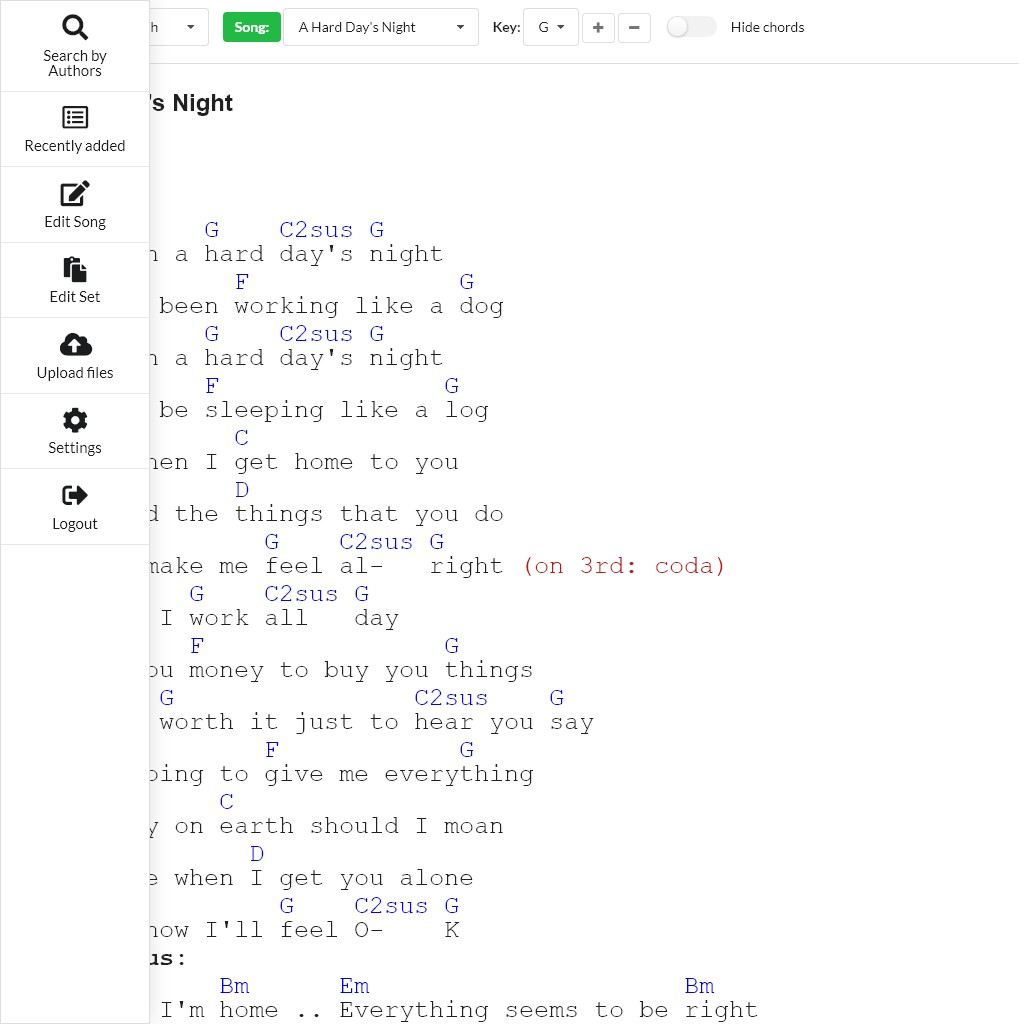 Search by
Authors
Recently added
Edit Song
Edit Set
Upload files
Settings
Logout
Song: A Hard Day's Night Key: G Hide chords
's Night
G C2sus G
a hard day's night
F G
been working like a dog
G C2sus G
a hard day's night
F G
be sleeping like a log
C
I get home to you
D
the things that you do
G C2sus G
make me feel al- right (on 3rd: coda)
G C2sus G
I work all day
F G
money to buy you things
G C2sus G
worth it just to hear you say
F G
to give me everything
C
on earth should I moan
D
when I get you alone
G C2sus G
I'll feel O- K
us:
Bm Em Bm
I'm home .. Everything seems to be right